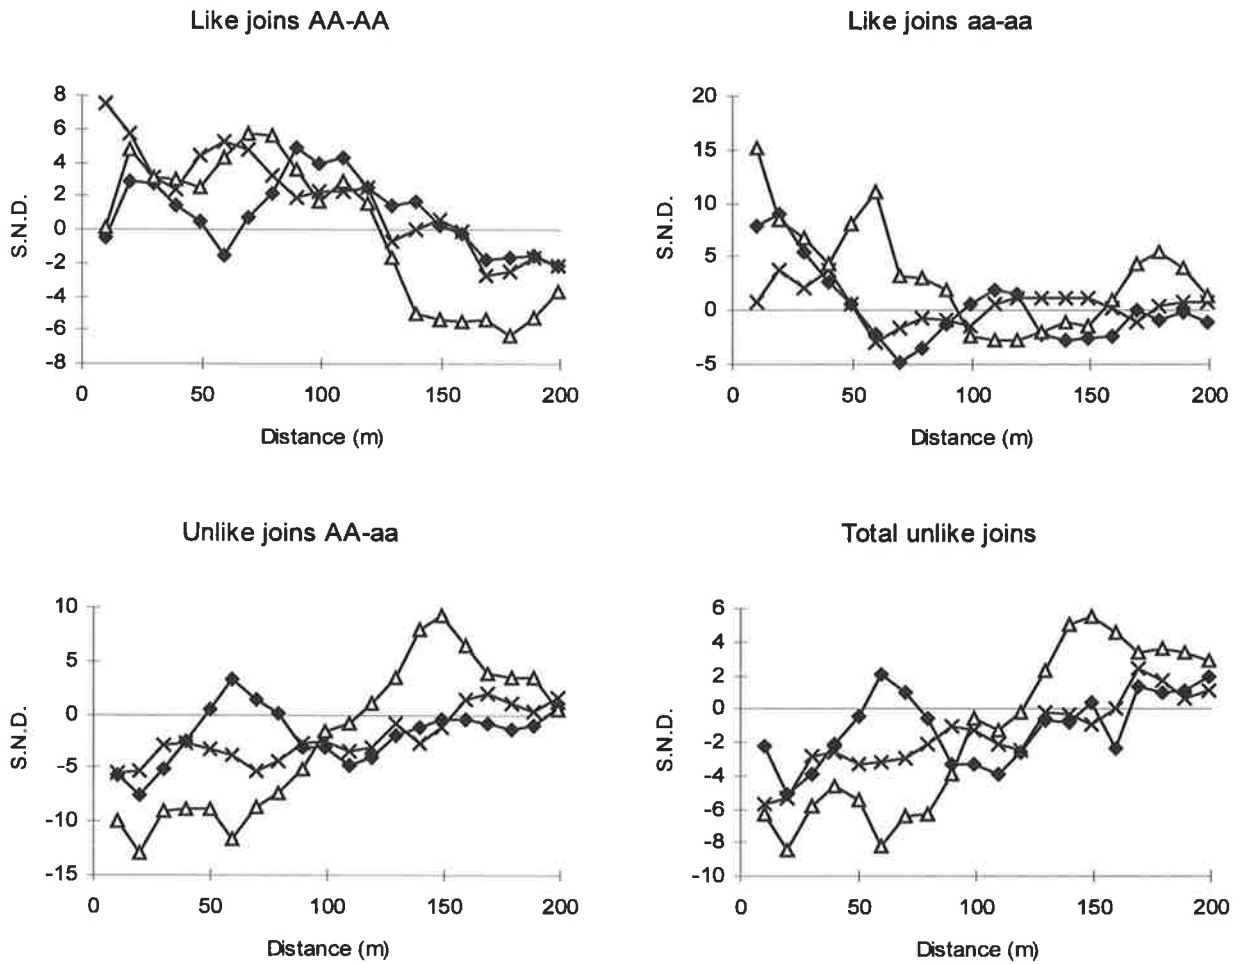 Like joins AA-AA
Like joins aa-aa
8
6
4
2
0
-2
-4
-6
-8
S.N.D.
0 50 100 150 200
Distance (m)
20
15
10
5
0
-5
S.N.D.
0 50 100 150 200
Distance (m)
Unlike joins AA-aa
Total unlike joins
10
5
0
-5
-10
-15
S.N.D.
0 50 100 150 200
Distance (m)
6
4
2
0
-2
-4
-6
-8
-10
S.N.D.
0 50 100 150 200
Distance (m)